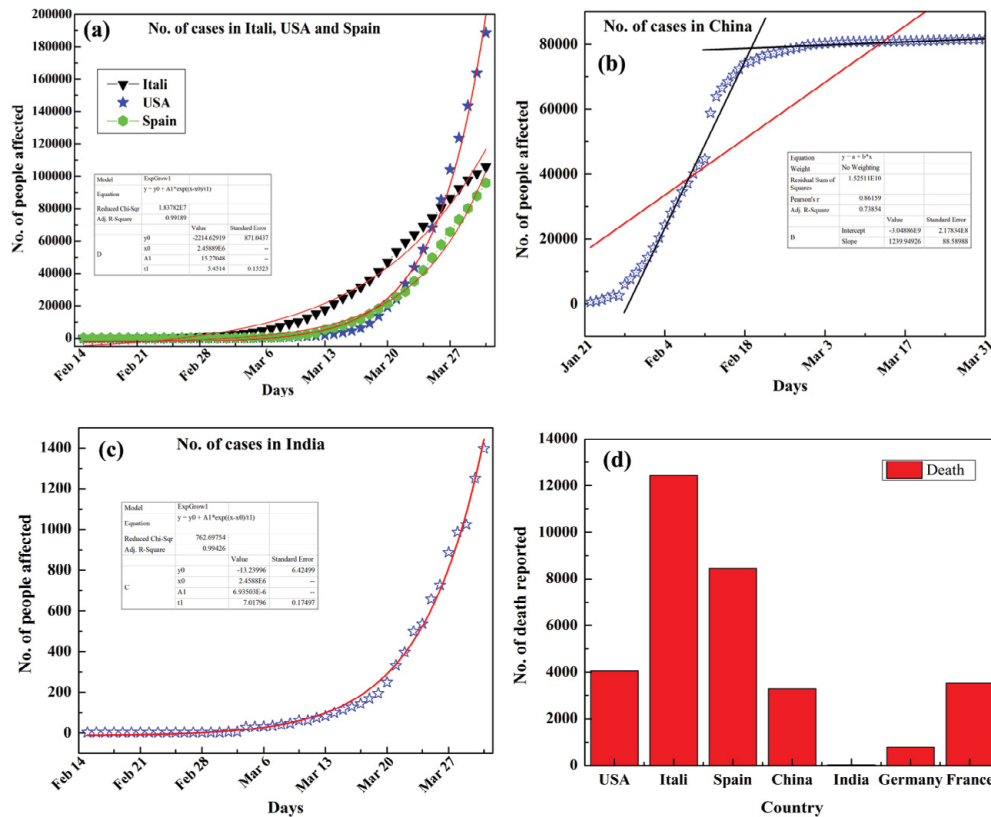 (a) No. of cases in Itali, USA and Spain
200000
180000
160000
140000
120000
100000
80000
60000
40000
20000
0
No. of people affected
Itali
USA
Spain
Model ExpGrow1
Equation y = y0 + A1*exp((x-x0)/t1)
Reduced Chi-Sqr 1.83782E7
Adj. R-Square 0.99189
Value Standard Error
D
y0 -2214.62919 871.0437
x0 2.45889E6 --
A1 15.27048 --
t1 3.4514 0.13523
Feb 14 Feb 21 Feb 28 Mar 6 Mar 13 Mar 20 Mar 27
Days
No. of cases in China
(b)
80000
60000
40000
20000
0
No. of people affected
Equation y = a + b*x
Weight No Weighting
Residual Sum of Squares 1.52511E10
Pearson's r 0.86159
Adj. R-Square 0.73854
Value Standard Error
B
Intercept -3.04886E9 2.17834E8
Slope 1239.94926 88.58988
Jan 21 Feb 4 Feb 18 Mar 3 Mar 17 Mar 31
Days
(c) No. of cases in India
1400
1200
1000
800
600
400
200
0
No. of people affected
Model ExpGrow1
Equation y = y0 + A1*exp((x-x0)/t1)
Reduced Chi-Sqr 762.69754
Adj. R-Square 0.99426
Value Standard Error
C
y0 -13.23996 6.42499
x0 2.4588E6 --
A1 6.93503E-6 --
t1 7.01796 0.17497
Feb 14 Feb 21 Feb 28 Mar 6 Mar 13 Mar 20 Mar 27
Days
(d)
Death
14000
12000
10000
8000
6000
4000
2000
0
No. of death reported
USA Itali Spain China India Germany France
Country